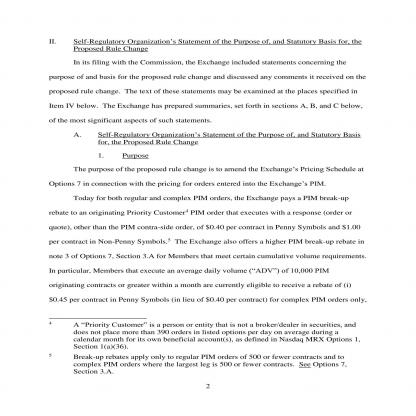 II. Self-Regulatory Organization's Statement of the Purpose of, and Statutory Basis for, the
Proposed Rule Change
In its filing with the Commission, the Exchange included statements concerning the
purpose of and basis for the proposed rule change and discussed any comments it received on the
proposed rule change. The text of these statements may be examined at the places specified in
Item IV below. The Exchange has prepared summaries, set forth in sections A, B, and C below,
of the most significant aspects of such statements.
A. Self-Regulatory Organization's Statement of the Purpose of, and Statutory Basis
for, the Proposed Rule Change
1. Purpose
The purpose of the proposed rule change is to amend the Exchange's Pricing Schedule at
Options 7 in connection with the pricing for orders entered into the Exchange's PIM.
Today for both regular and complex PIM orders, the Exchange pays a PIM break-up
rebate to an originating Priority Customer⁴ PIM order that executes with a response (order or
quote), other than the PIM contra-side order, of $0.40 per contract in Penny Symbols and $1.00
per contract in Non-Penny Symbols.⁵ The Exchange also offers a higher PIM break-up rebate in
note 3 of Options 7, Section 3.A for Members that meet certain cumulative volume requirements.
In particular, Members that execute an average daily volume ("ADV") of 10,000 PIM
originating contracts or greater within a month are currently eligible to receive a rebate of (i)
$0.45 per contract in Penny Symbols (in lieu of $0.40 per contract) for complex PIM orders only,
4 A "Priority Customer" is a person or entity that is not a broker/dealer in securities, and
does not place more than 390 orders in listed options per day on average during a
calendar month for its own beneficial account(s), as defined in Nasdaq MRX Options 1,
Section 1(a)(36).
5 Break-up rebates apply only to regular PIM orders of 500 or fewer contracts and to
complex PIM orders where the largest leg is 500 or fewer contracts. See Options 7,
Section 3.A.
2